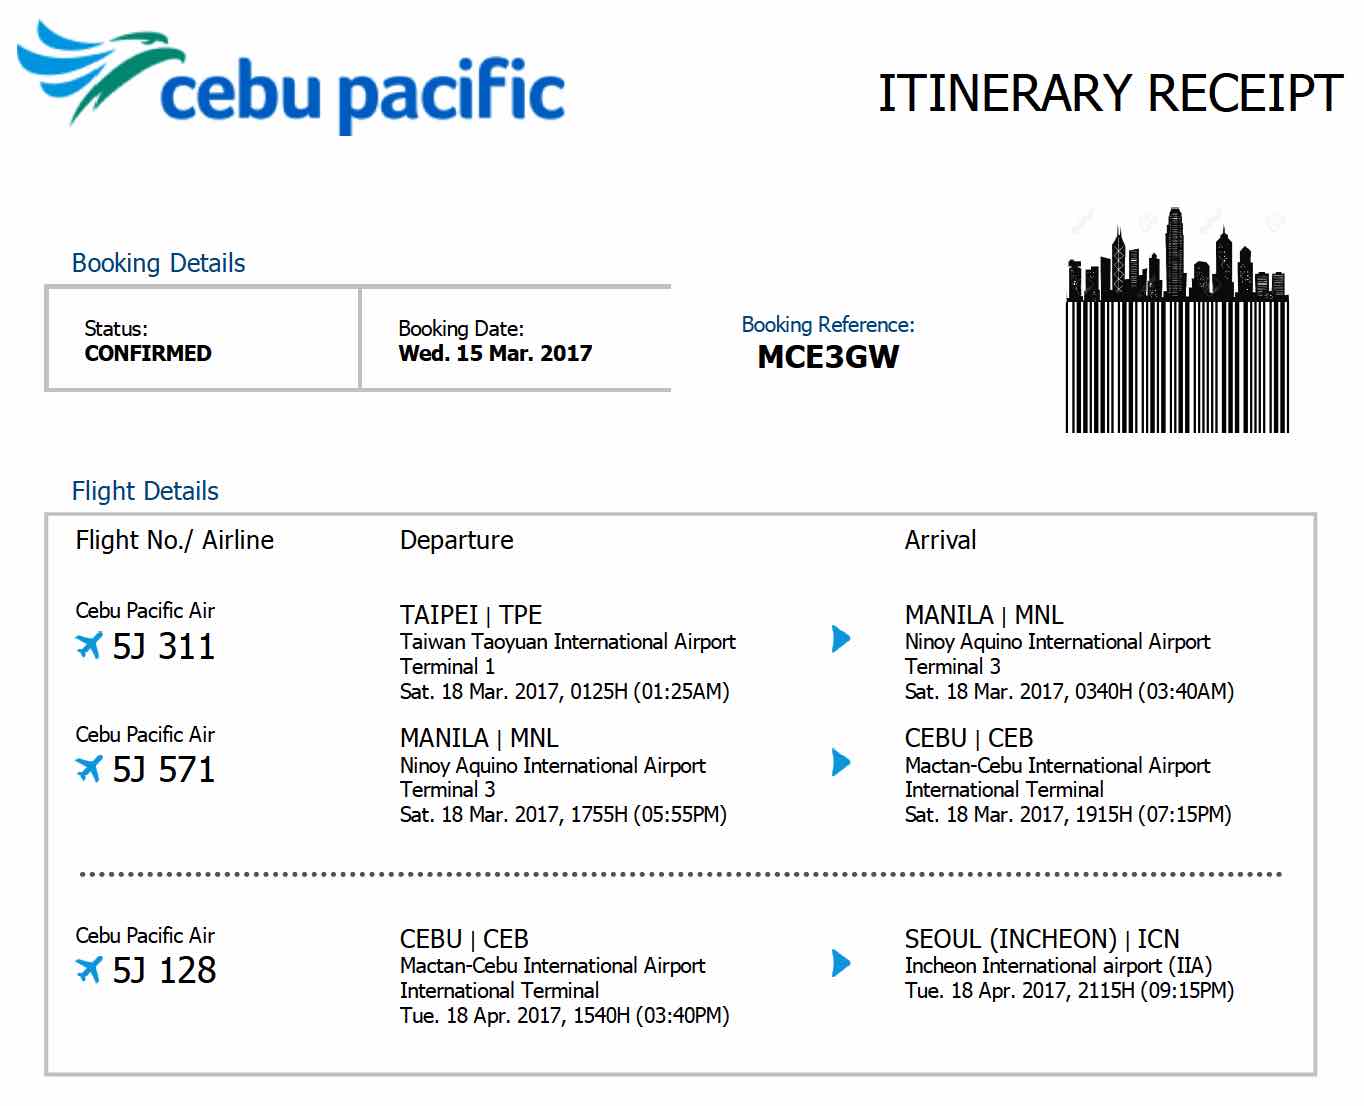 cebu pacific
ITINERARY RECEIPT
Booking Details
Status:
CONFIRMED
Booking Date:
Wed. 15 Mar. 2017
Booking Reference:
MCE3GW
Flight Details
Flight No./ Airline
Departure
Arrival
Cebu Pacific Air
5J 311
TAIPEI | TPE
Taiwan Taoyuan International Airport
Terminal 1
Sat. 18 Mar. 2017, 0125H (01:25AM)
MANILA | MNL
Ninoy Aquino International Airport
Terminal 3
Sat. 18 Mar. 2017, 0340H (03:40AM)
Cebu Pacific Air
5J 571
MANILA | MNL
Ninoy Aquino International Airport
Terminal 3
Sat. 18 Mar. 2017, 1755H (05:55PM)
CEBU | CEB
Mactan-Cebu International Airport
International Terminal
Sat. 18 Mar. 2017, 1915H (07:15PM)
Cebu Pacific Air
5J 128
CEBU | CEB
Mactan-Cebu International Airport
International Terminal
Tue. 18 Apr. 2017, 1540H (03:40PM)
SEOUL (INCHEON) | ICN
Incheon International airport (IIA)
Tue. 18 Apr. 2017, 2115H (09:15PM)